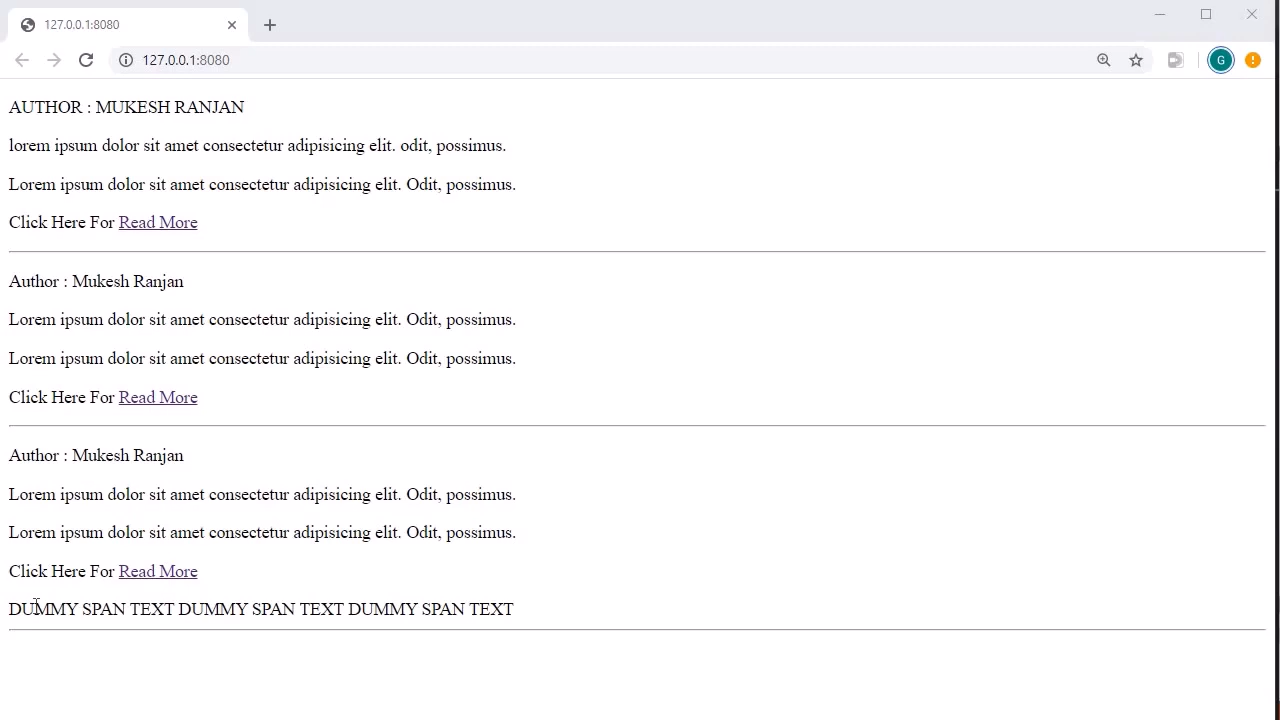 127.0.0.1:8080
127.0.0.1:8080
G
AUTHOR : MUKESH RANJAN
lorem ipsum dolor sit amet consectetur adipisicing elit. odit, possimus.
Lorem ipsum dolor sit amet consectetur adipisicing elit. Odit, possimus.
Click Here For Read More
Author : Mukesh Ranjan
Lorem ipsum dolor sit amet consectetur adipisicing elit. Odit, possimus.
Lorem ipsum dolor sit amet consectetur adipisicing elit. Odit, possimus.
Click Here For Read More
Author : Mukesh Ranjan
Lorem ipsum dolor sit amet consectetur adipisicing elit. Odit, possimus.
Lorem ipsum dolor sit amet consectetur adipisicing elit. Odit, possimus.
Click Here For Read More
DUMMY SPAN TEXT DUMMY SPAN TEXT DUMMY SPAN TEXT